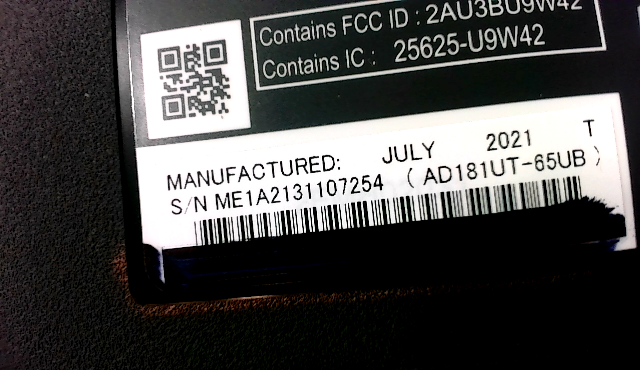 Contains FCC ID : 2AU3BU9W42
Contains IC : 25625-U9W42
MANUFACTURED: JULY 2021 T
S/N ME1A2131107254 ( AD181UT-65UB )